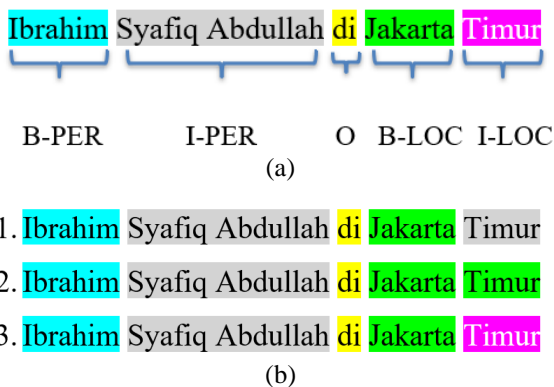 Ibrahim Syafiq Abdullah di Jakarta Timur
B-PER I-PER O B-LOC I-LOC
(a)
1. Ibrahim Syafiq Abdullah di Jakarta Timur
2. Ibrahim Syafiq Abdullah di Jakarta Timur
3. Ibrahim Syafiq Abdullah di Jakarta Timur
(b)